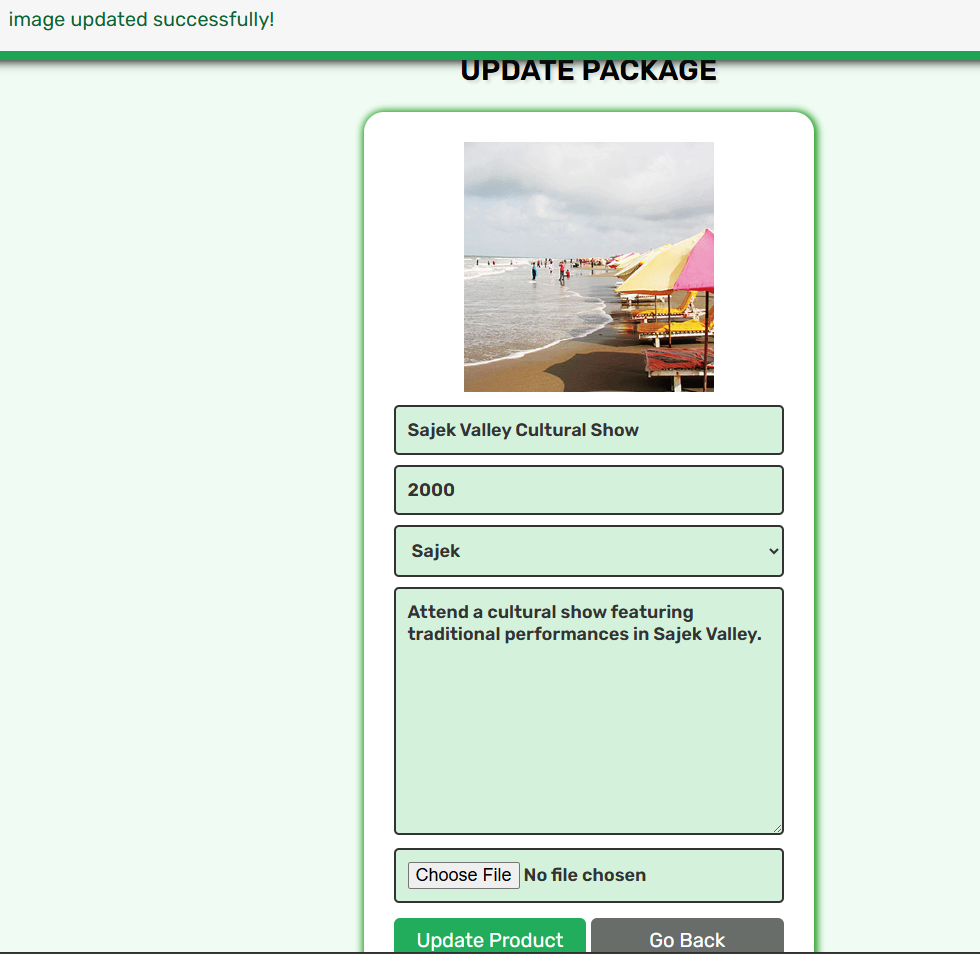 image updated successfully!
UPDATE PACKAGE
Sajek Valley Cultural Show
2000
Sajek
Attend a cultural show featuring
traditional performances in Sajek Valley.
Choose File No file chosen
Update Product Go Back